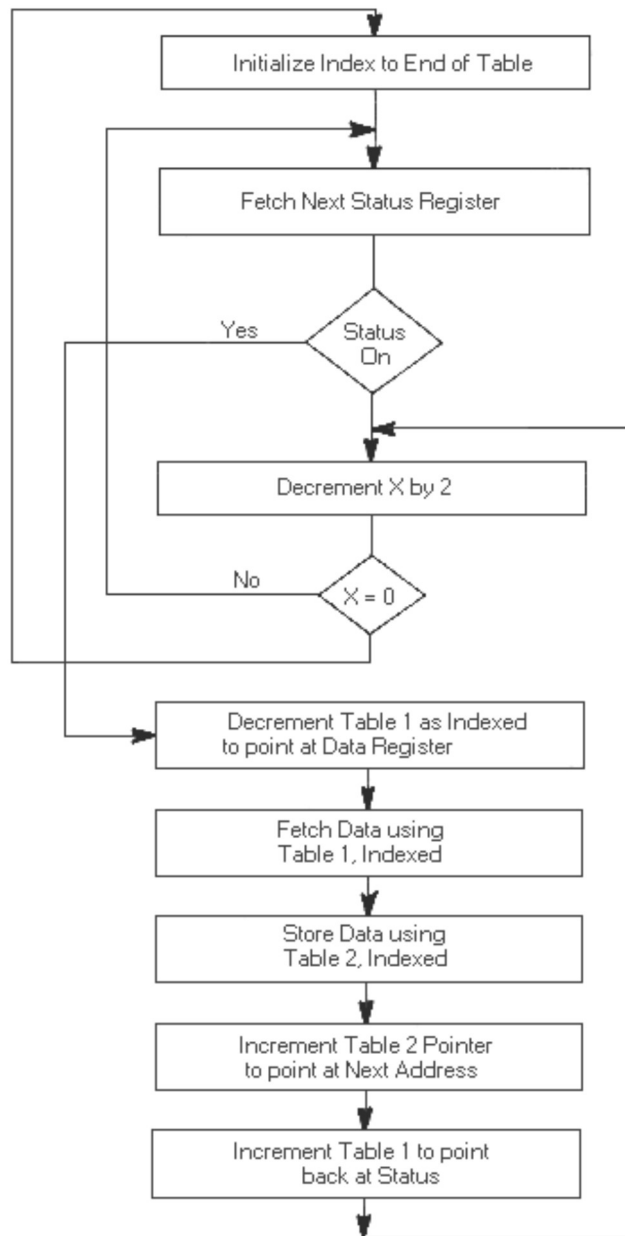 Initialize Index to End of Table
Fetch Next Status Register
Yes
Status
On
Decrement X by 2
No
X = 0
Decrement Table 1 as Indexed
to point at Data Register
Fetch Data using
Table 1, Indexed
Store Data using
Table 2, Indexed
Increment Table 2 Pointer
to point at Next Address
Increment Table 1 to point
back at Status